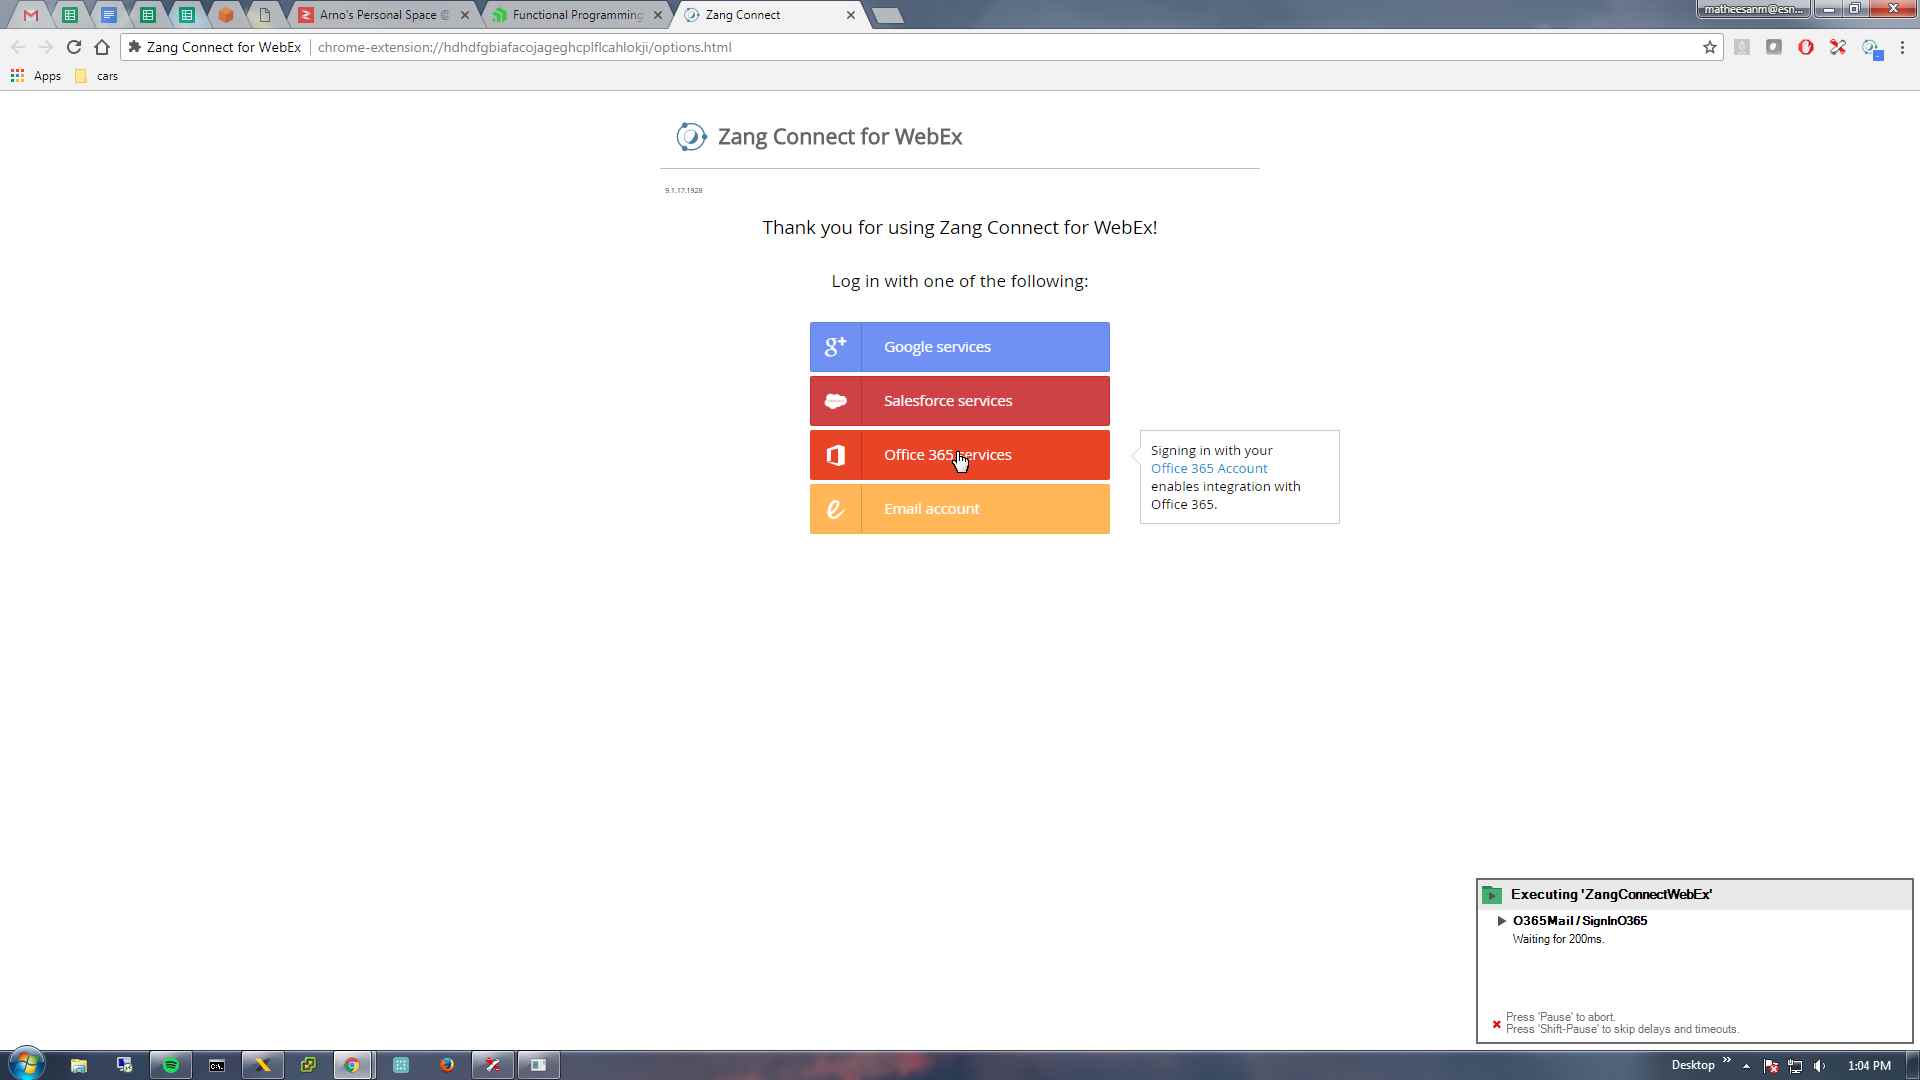 Arno's Personal Space
Functional Programming
Zang Connect
matheesanm@esn...
Zang Connect for WebEx
chrome-extension://hdhdfgbiafacojageghcplflcahlokji/options.html
Apps
cars
Zang Connect for WebEx
9.1.17.1928
Thank you for using Zang Connect for WebEx!
Log in with one of the following:
g+
Google services
Salesforce services
Office 365 services
Email account
Signing in with your
Office 365 Account
enables integration with
Office 365.
Executing 'ZangConnectWebEx'
O365Mail / SignInO365
Waiting for 200ms.
Press 'Pause' to abort.
Press 'Shift-Pause' to skip delays and timeouts.
Desktop
1:04 PM